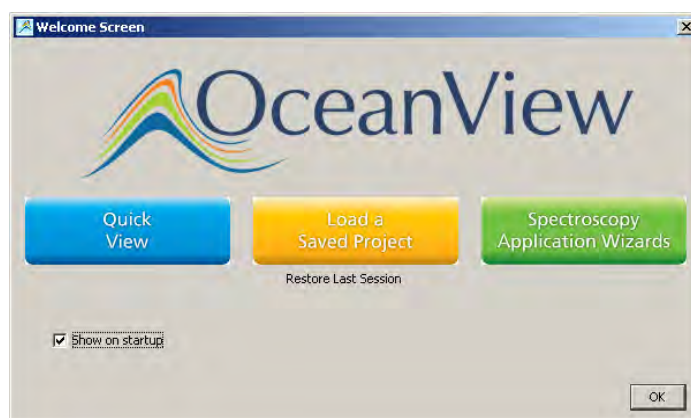 Welcome Screen
OceanView
Quick
View
Load a
Saved Project
Spectroscopy
Application Wizards
Restore Last Session
Show on startup
OK